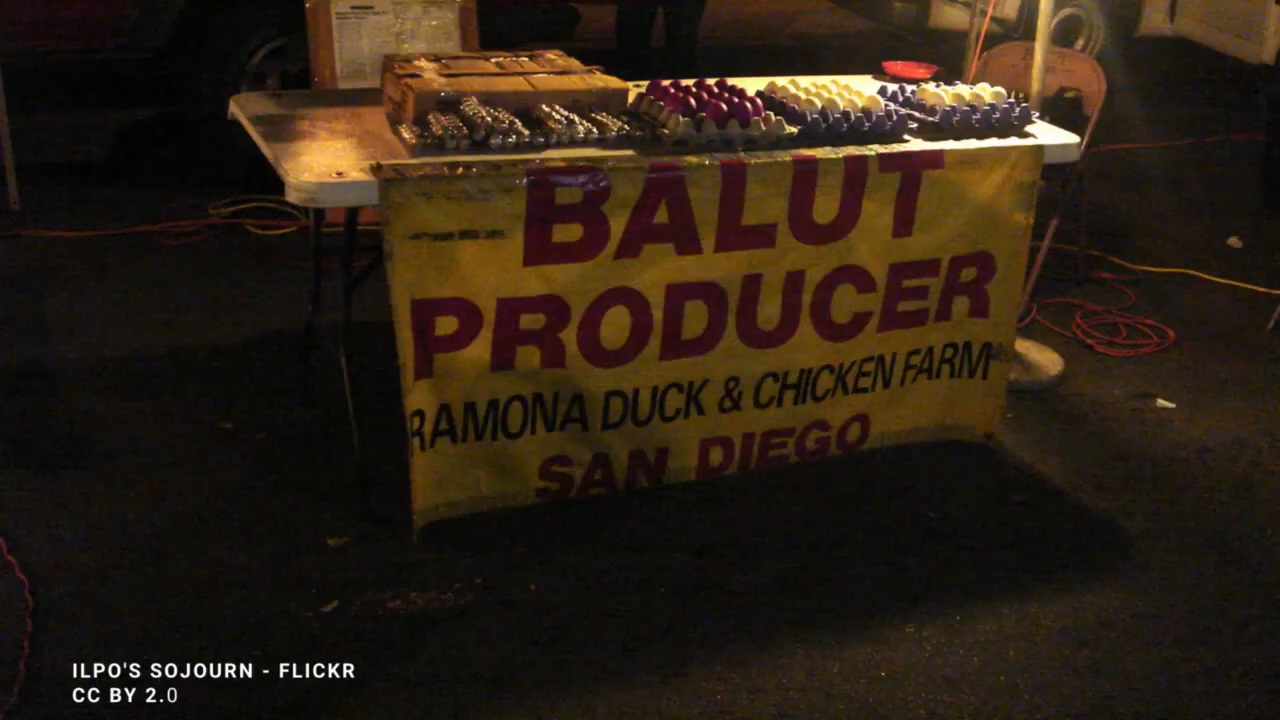 BALUT
PRODUCER
RAMONA DUCK & CHICKEN FARM
SAN DIEGO
ILPO'S SOJOURN - FLICKR
CC BY 2.0